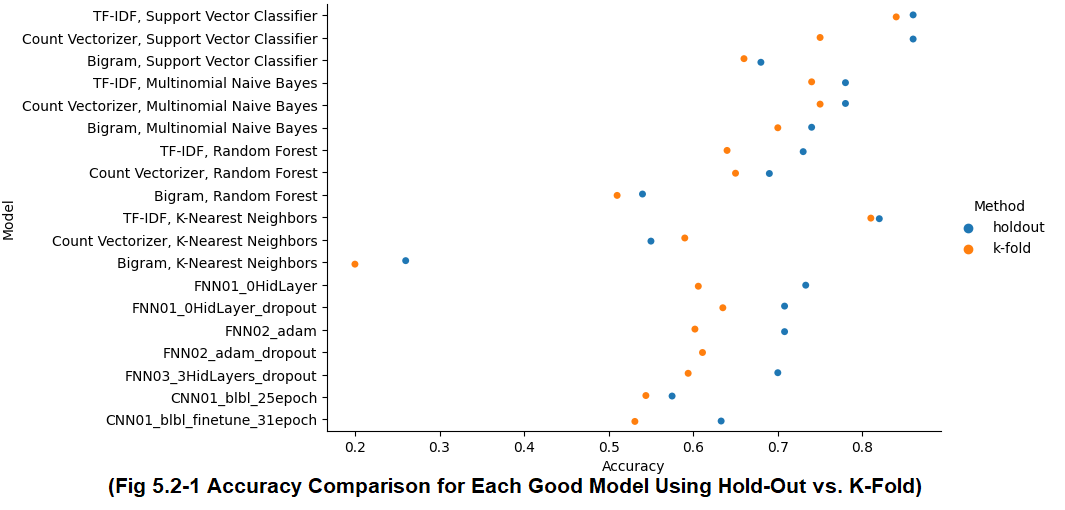 TF-IDF, Support Vector Classifier
Count Vectorizer, Support Vector Classifier
Bigram, Support Vector Classifier
TF-IDF, Multinomial Naive Bayes
Count Vectorizer, Multinomial Naive Bayes
Bigram, Multinomial Naive Bayes
TF-IDF, Random Forest
Count Vectorizer, Random Forest
Bigram, Random Forest
TF-IDF, K-Nearest Neighbors
Count Vectorizer, K-Nearest Neighbors
Bigram, K-Nearest Neighbors
FNN01_0HidLayer
FNN01_0HidLayer_dropout
FNN02_adam
FNN02_adam_dropout
FNN03_3HidLayers_dropout
CNN01_blbl_25epoch
CNN01_blbl_finetune_31epoch
Model
0.2 0.3 0.4 0.5 0.6 0.7 0.8
Accuracy
Method
holdout
k-fold
(Fig 5.2-1 Accuracy Comparison for Each Good Model Using Hold-Out vs. K-Fold)